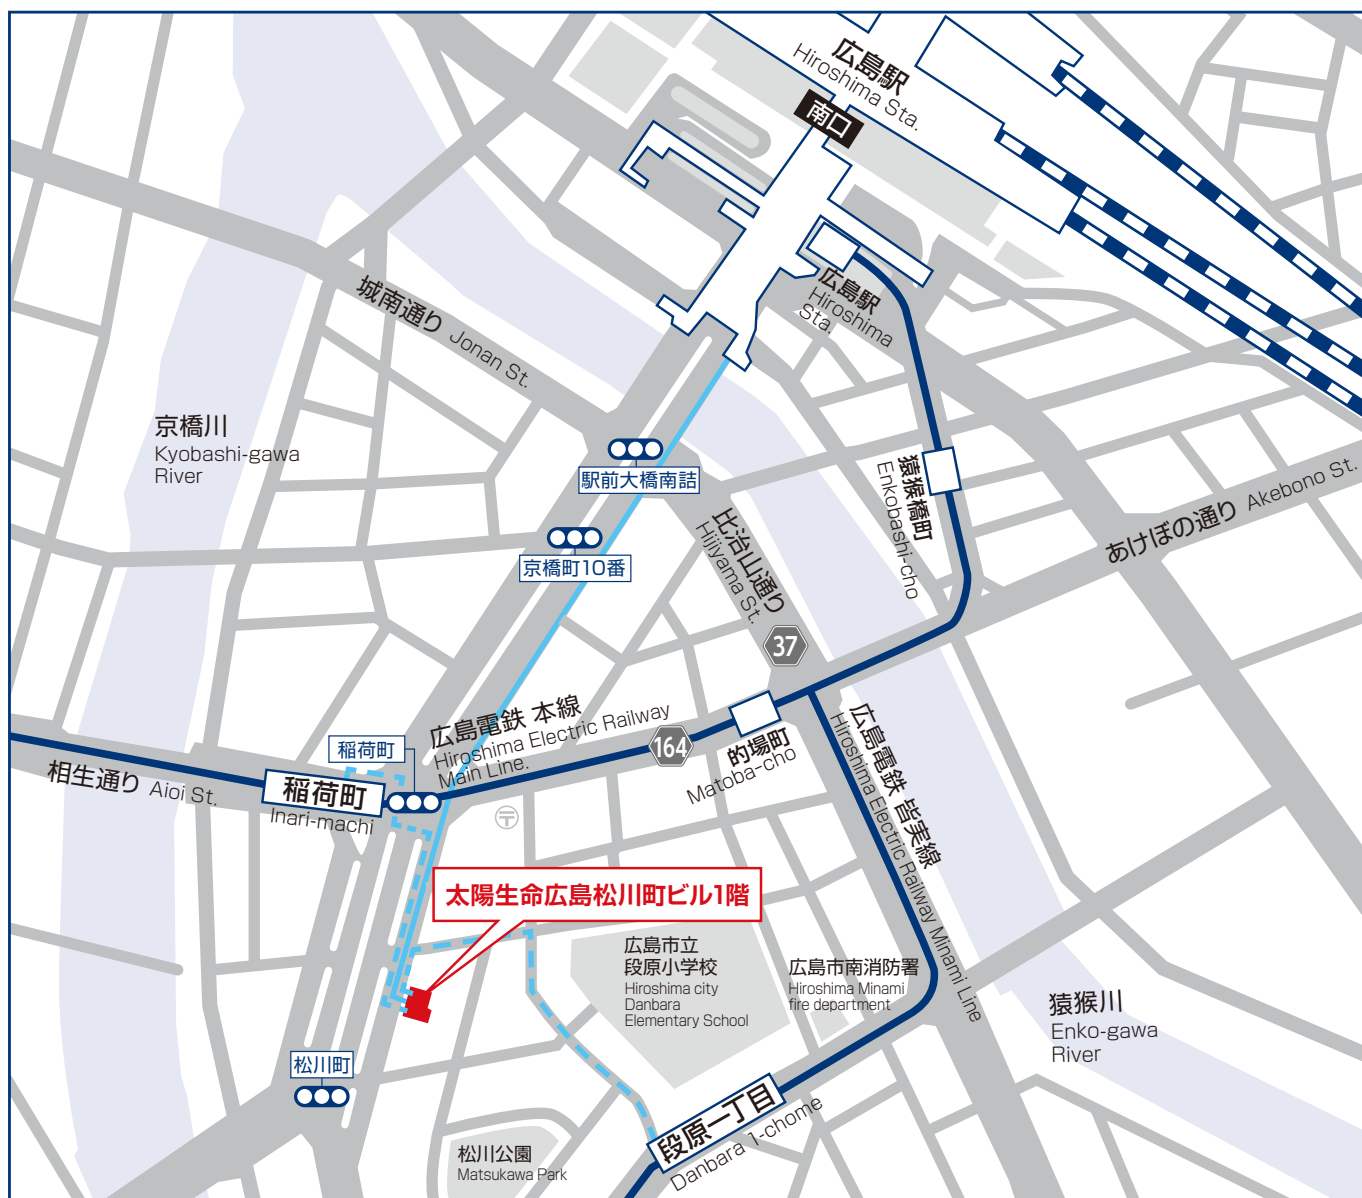 広島駅
Hiroshima Sta.
南口
広島駅
Hiroshima
Sta.
城南通り Jonan St.
京橋川
Kyobashi-gawa
River
駅前大橋南詰
京橋町10番
比治山通り
Hijiyama St.
37
猿猴橋町
Enkobashi-cho
あけぼの通り Akebono St.
広島電鉄 本線
Hiroshima Electric Railway
Main Line.
164
的場町
Matoba-cho
稲荷町
相生通り Aioi St.
稲荷町
Inari-machi
〒
広島電鉄 皆実線
Hiroshima Electric Railway Minami Line
太陽生命広島松川町ビル1階
広島市立
段原小学校
Hiroshima city
Danbara
Elementary School
広島市南消防署
Hiroshima Minami
fire department
猿猴川
Enko-gawa
River
松川町
段原一丁目
Danbara 1-chome
松川公園
Matsukawa Park